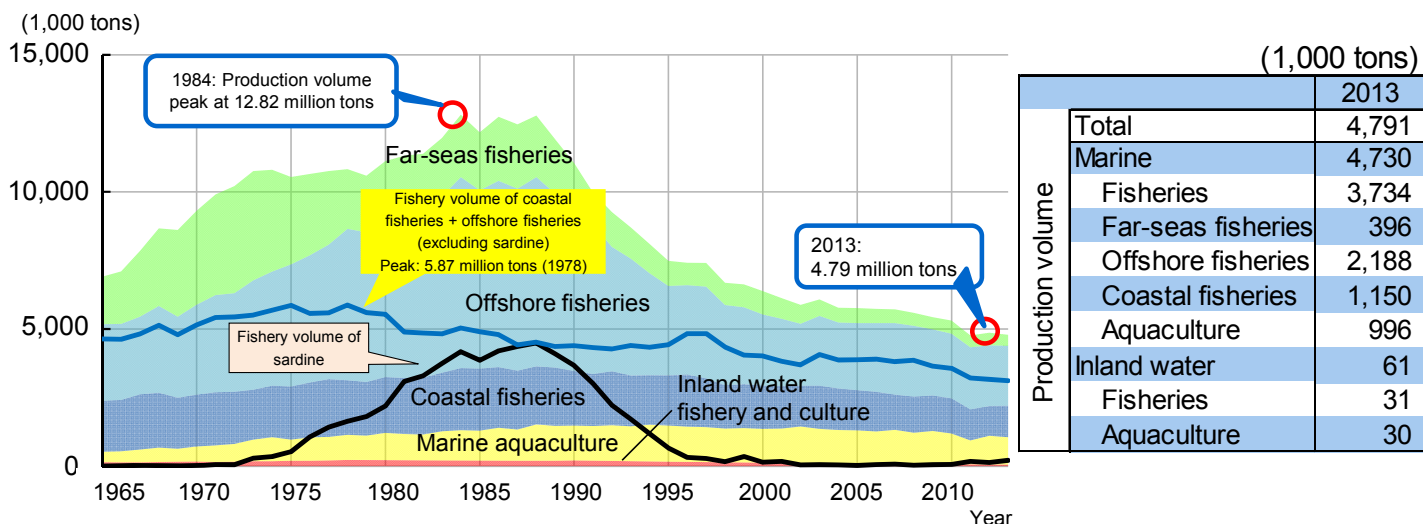 (1,000 tons)
15,000
10,000
5,000
0
1984: Production volume
peak at 12.82 million tons
Far-seas fisheries
Fishery volume of coastal
fisheries + offshore fisheries
(excluding sardine)
Peak: 5.87 million tons (1978)
2013:
4.79 million tons
Offshore fisheries
Fishery volume of
sardine
Coastal fisheries
Inland water
fishery and culture
Marine aquaculture
1965 1970 1975 1980 1985 1990 1995 2000 2005 2010
Year
(1,000 tons)
2013
Production volume
Total 4,791
Marine 4,730
Fisheries 3,734
Far-seas fisheries 396
Offshore fisheries 2,188
Coastal fisheries 1,150
Aquaculture 996
Inland water 61
Fisheries 31
Aquaculture 30